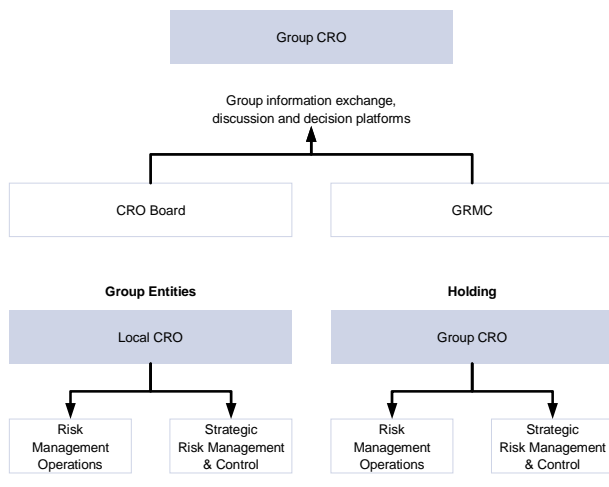 Group CRO
Group information exchange,
discussion and decision platforms
CRO Board
GRMC
Group Entities
Holding
Local CRO
Group CRO
Risk
Management
Operations
Strategic
Risk Management
& Control
Risk
Management
Operations
Strategic
Risk Management
& Control